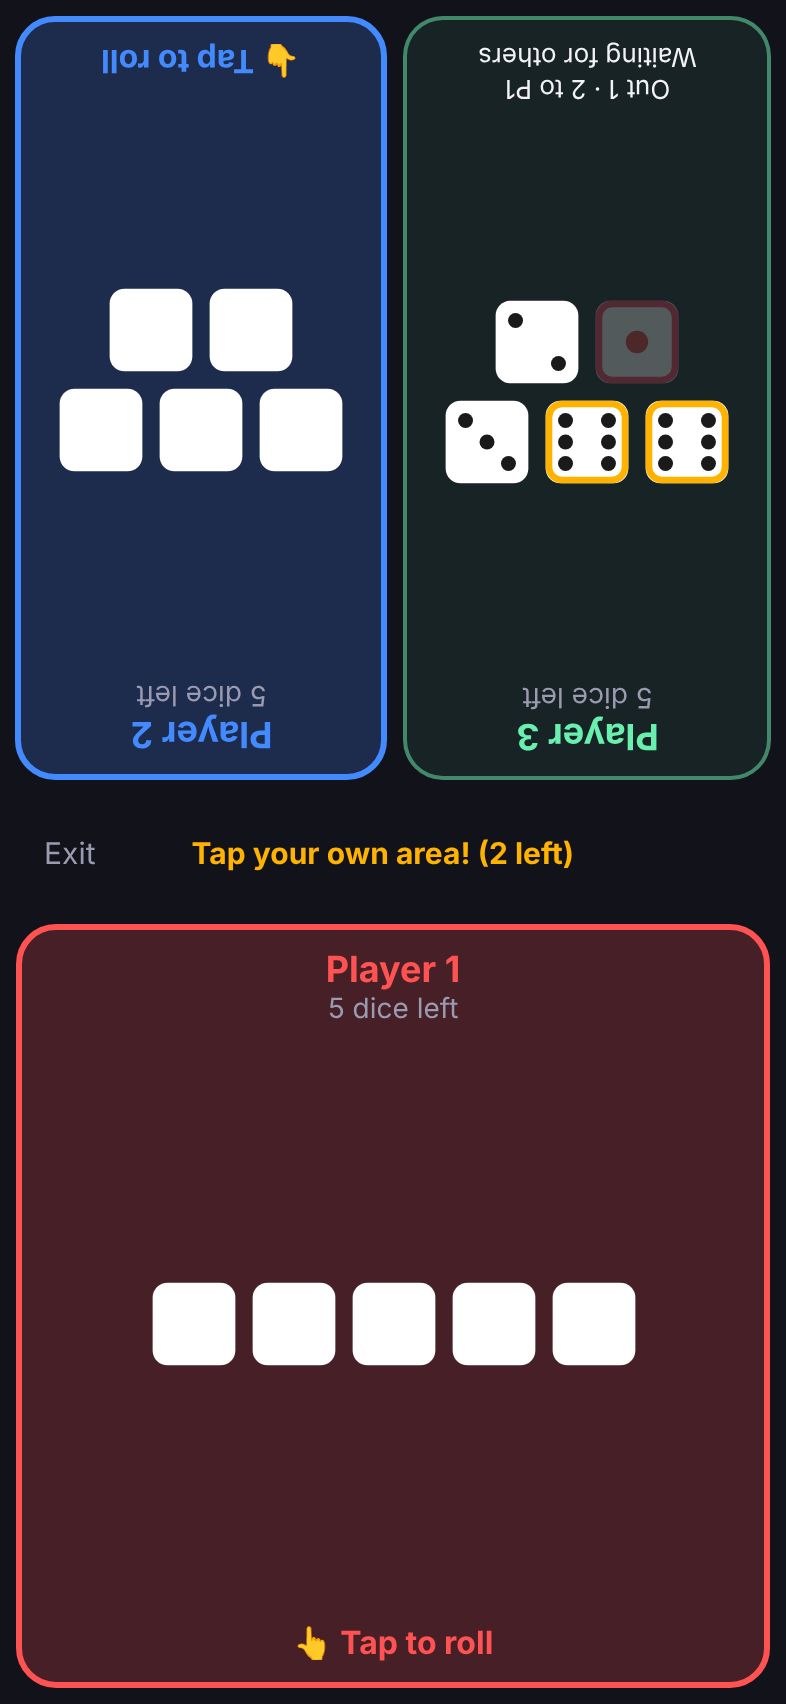 👆 Tap to roll
5 dice left
Player 2
Waiting for others
Out 1 · 2 to P1
5 dice left
Player 3
Exit
Tap your own area! (2 left)
Player 1
5 dice left
👆 Tap to roll